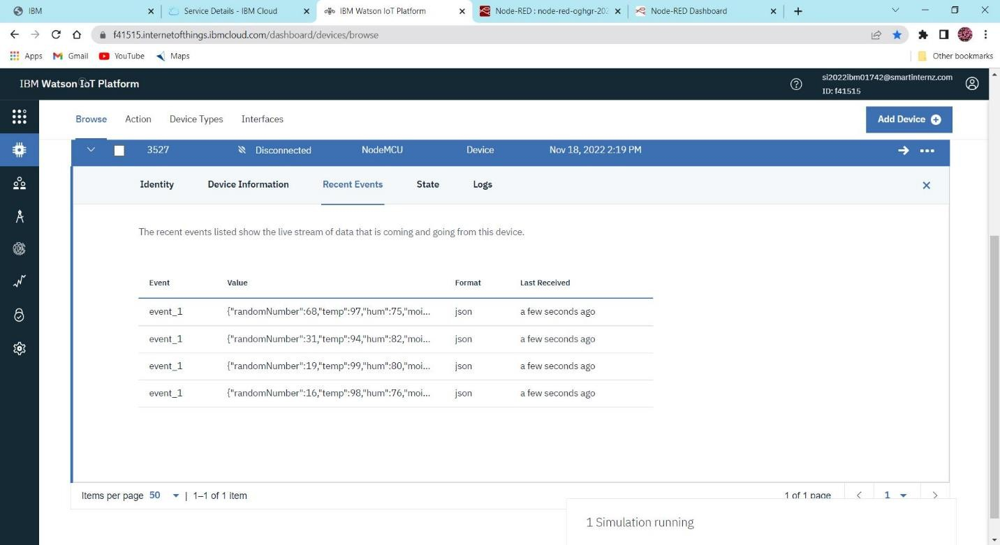 IBM
Service Details - IBM Cloud
IBM Watson IoT Platform
Node-RED : node-red-oghgr-202
Node-RED Dashboard
f41515.internetofthings.ibmcloud.com/dashboard/devices/browse
Apps Gmail YouTube Maps Other bookmarks
IBM Watson IoT Platform
si2022ibm01742@smartinternz.com
ID: f41515
Browse Action Device Types Interfaces Add Device
3527 Disconnected NodeMCU Device Nov 18, 2022 2:19 PM
Identity Device Information Recent Events State Logs
The recent events listed show the live stream of data that is coming and going from this device.
Event Value Format Last Received
event_1 {"randomNumber":68,"temp":97,"hum":75,"moi... json a few seconds ago
event_1 {"randomNumber":31,"temp":94,"hum":82,"moi... json a few seconds ago
event_1 {"randomNumber":19,"temp":99,"hum":80,"moi... json a few seconds ago
event_1 {"randomNumber":16,"temp":98,"hum":76,"moi... json a few seconds ago
Items per page 50 | 1–1 of 1 item 1 of 1 page 1
1 Simulation running